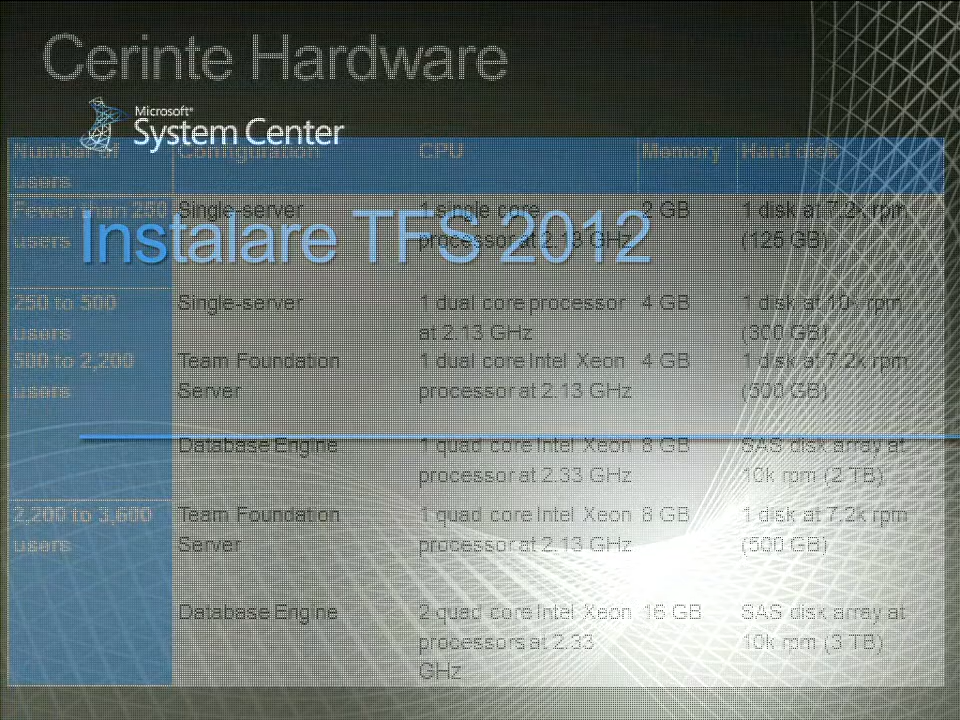 Cerinte Hardware
Microsoft®
System Center
Number of users
Configuration
CPU
Memory
Hard disk
Instalare TFS 2012
Fewer than 250 users
Single-server
1 single core
processor at 2.13 GHz
2 GB
1 disk at 7.2k rpm
(125 GB)
250 to 500
users
Single-server
1 dual core processor
at 2.13 GHz
4 GB
1 disk at 10k rpm
(300 GB)
500 to 2,200
users
Team Foundation
Server
1 dual core Intel Xeon
processor at 2.13 GHz
4 GB
1 disk at 7.2k rpm
(500 GB)
Database Engine
1 quad core Intel Xeon
processor at 2.33 GHz
8 GB
SAS disk array at
10k rpm (2 TB)
2,200 to 3,600
users
Team Foundation
Server
1 quad core Intel Xeon
processor at 2.13 GHz
8 GB
1 disk at 7.2k rpm
(500 GB)
Database Engine
2 quad core Intel Xeon
processors at 2.33
GHz
16 GB
SAS disk array at
10k rpm (3 TB)